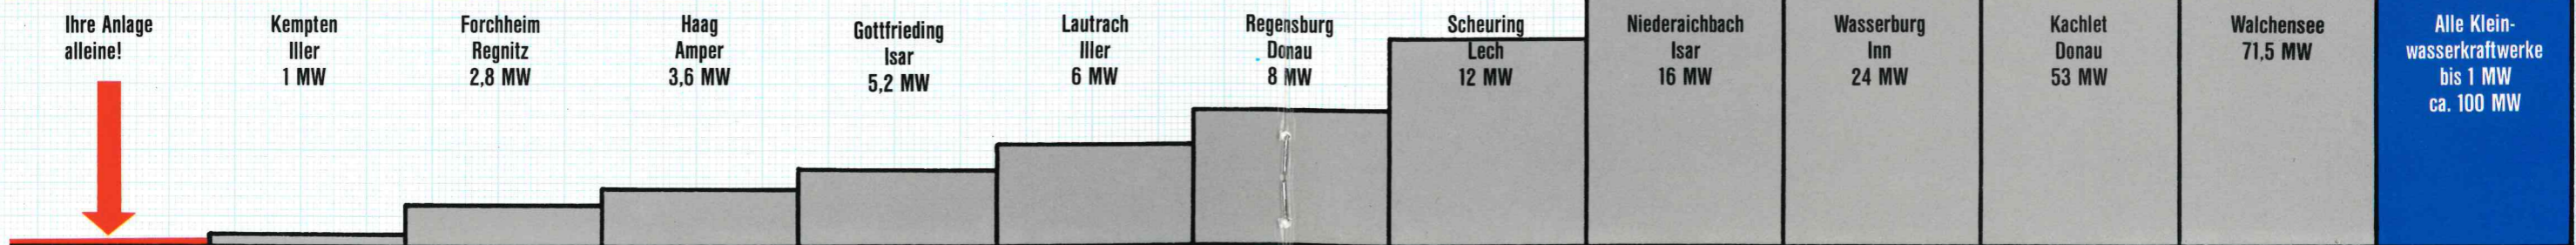 Ihre Anlage
alleine!
Kempten
Iller
1 MW
Forchheim
Regnitz
2,8 MW
Haag
Amper
3,6 MW
Gottfrieding
Isar
5,2 MW
Lautrach
Iller
6 MW
Regensburg
Donau
8 MW
Scheuring
Lech
12 MW
Niederaichbach
Isar
16 MW
Wasserburg
Inn
24 MW
Kachlet
Donau
53 MW
Walchensee
71,5 MW
Alle Klein-
wasserkraftwerke
bis 1 MW
ca. 100 MW